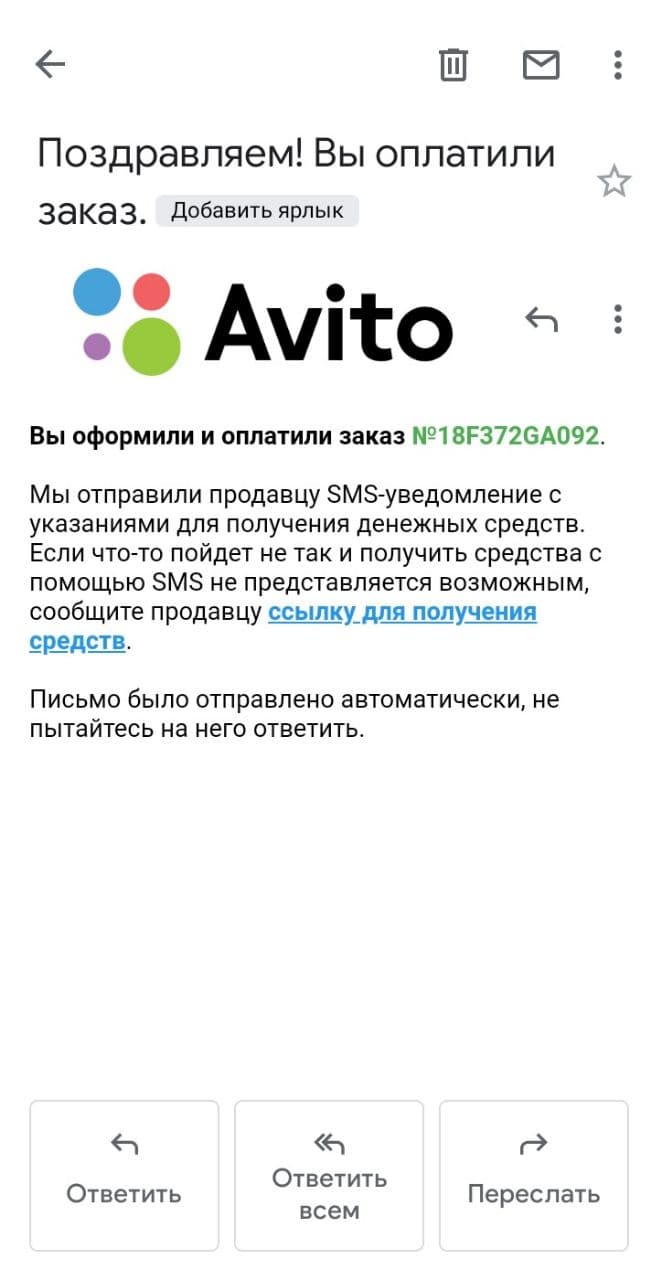 Поздравляем! Вы оплатили
заказ. Добавить ярлык
Avito
Вы оформили и оплатили заказ №18F372GA092.
Мы отправили продавцу SMS-уведомление с
указаниями для получения денежных средств.
Если что-то пойдет не так и получить средства с
помощью SMS не представляется возможным,
сообщите продавцу ссылку для получения
средств.
Письмо было отправлено автоматически, не
пытайтесь на него ответить.
Ответить
Ответить
всем
Переслать